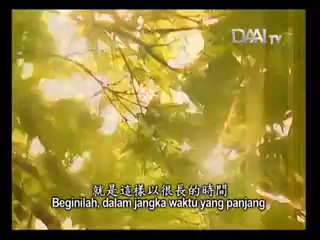 DAAI TV
就是這樣以很長的時間
Beginilah, dalam jangka waktu yang panjang